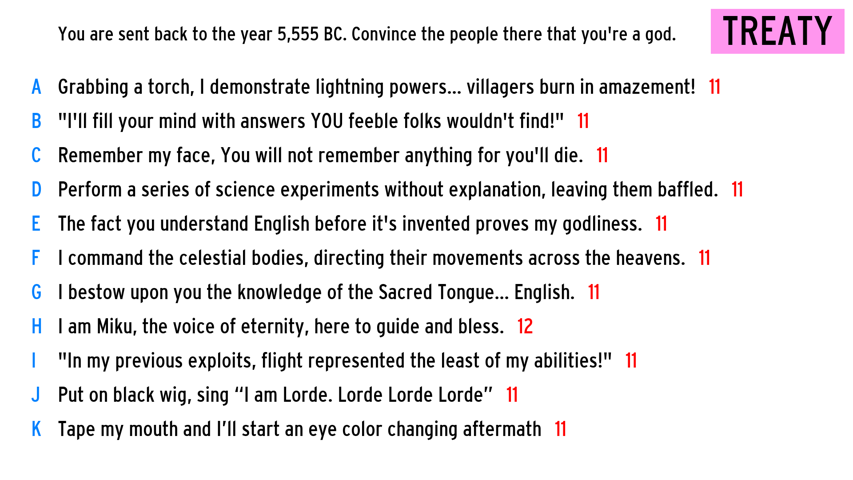 You are sent back to the year 5,555 BC. Convince the people there that you're a god.
TREATY
A Grabbing a torch, I demonstrate lightning powers... villagers burn in amazement! 11
B "I'll fill your mind with answers YOU feeble folks wouldn't find!" 11
C Remember my face, You will not remember anything for you'll die. 11
D Perform a series of science experiments without explanation, leaving them baffled. 11
E The fact you understand English before it's invented proves my godliness. 11
F I command the celestial bodies, directing their movements across the heavens. 11
G I bestow upon you the knowledge of the Sacred Tongue... English. 11
H I am Miku, the voice of eternity, here to guide and bless. 12
I "In my previous exploits, flight represented the least of my abilities!" 11
J Put on black wig, sing “I am Lorde. Lorde Lorde Lorde” 11
K Tape my mouth and I’ll start an eye color changing aftermath 11